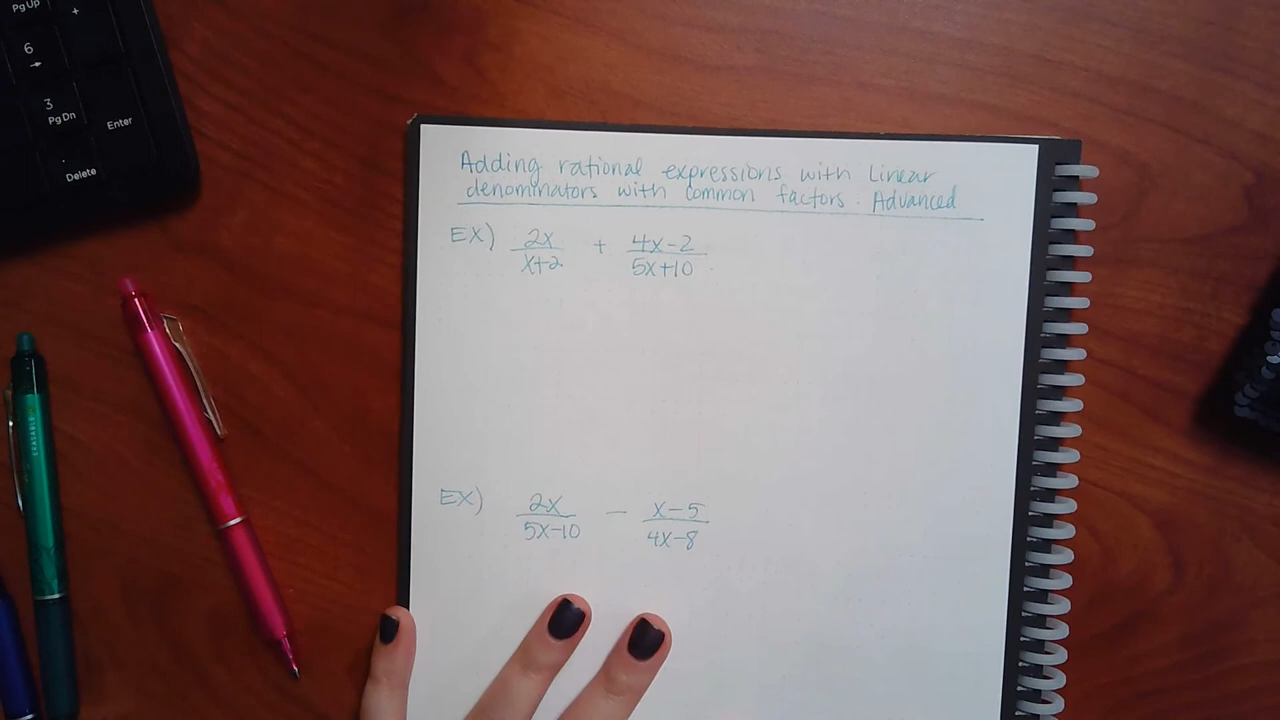 PgUp
+
6
→
3
PgDn
Enter
.
Delete
ERASABLE
Adding rational expressions with Linear
denominators with common factors: Advanced
EX) 2x/x+2 + 4x-2/5x+10
EX) 2x/5x-10 - x-5/4x-8